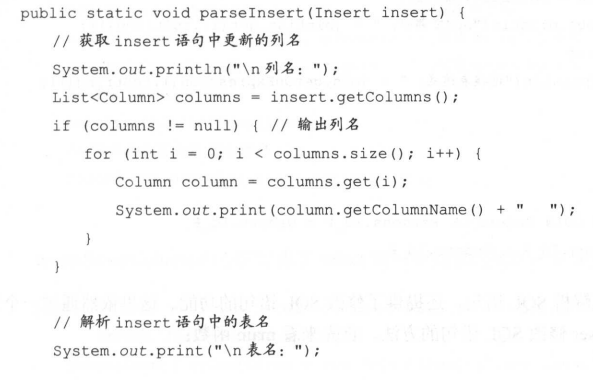 public static void parseInsert(Insert insert) {
// 获取 insert 语句中更新的列名
System.out.println("\n 列名: ");
List<Column> columns = insert.getColumns();
if (columns != null) { // 输出列名
for (int i = 0; i < columns.size(); i++) {
Column column = columns.get(i);
System.out.print(column.getColumnName() + "   ");
}
}
// 解析 insert 语句中的表名
System.out.print("\n 表名: ");